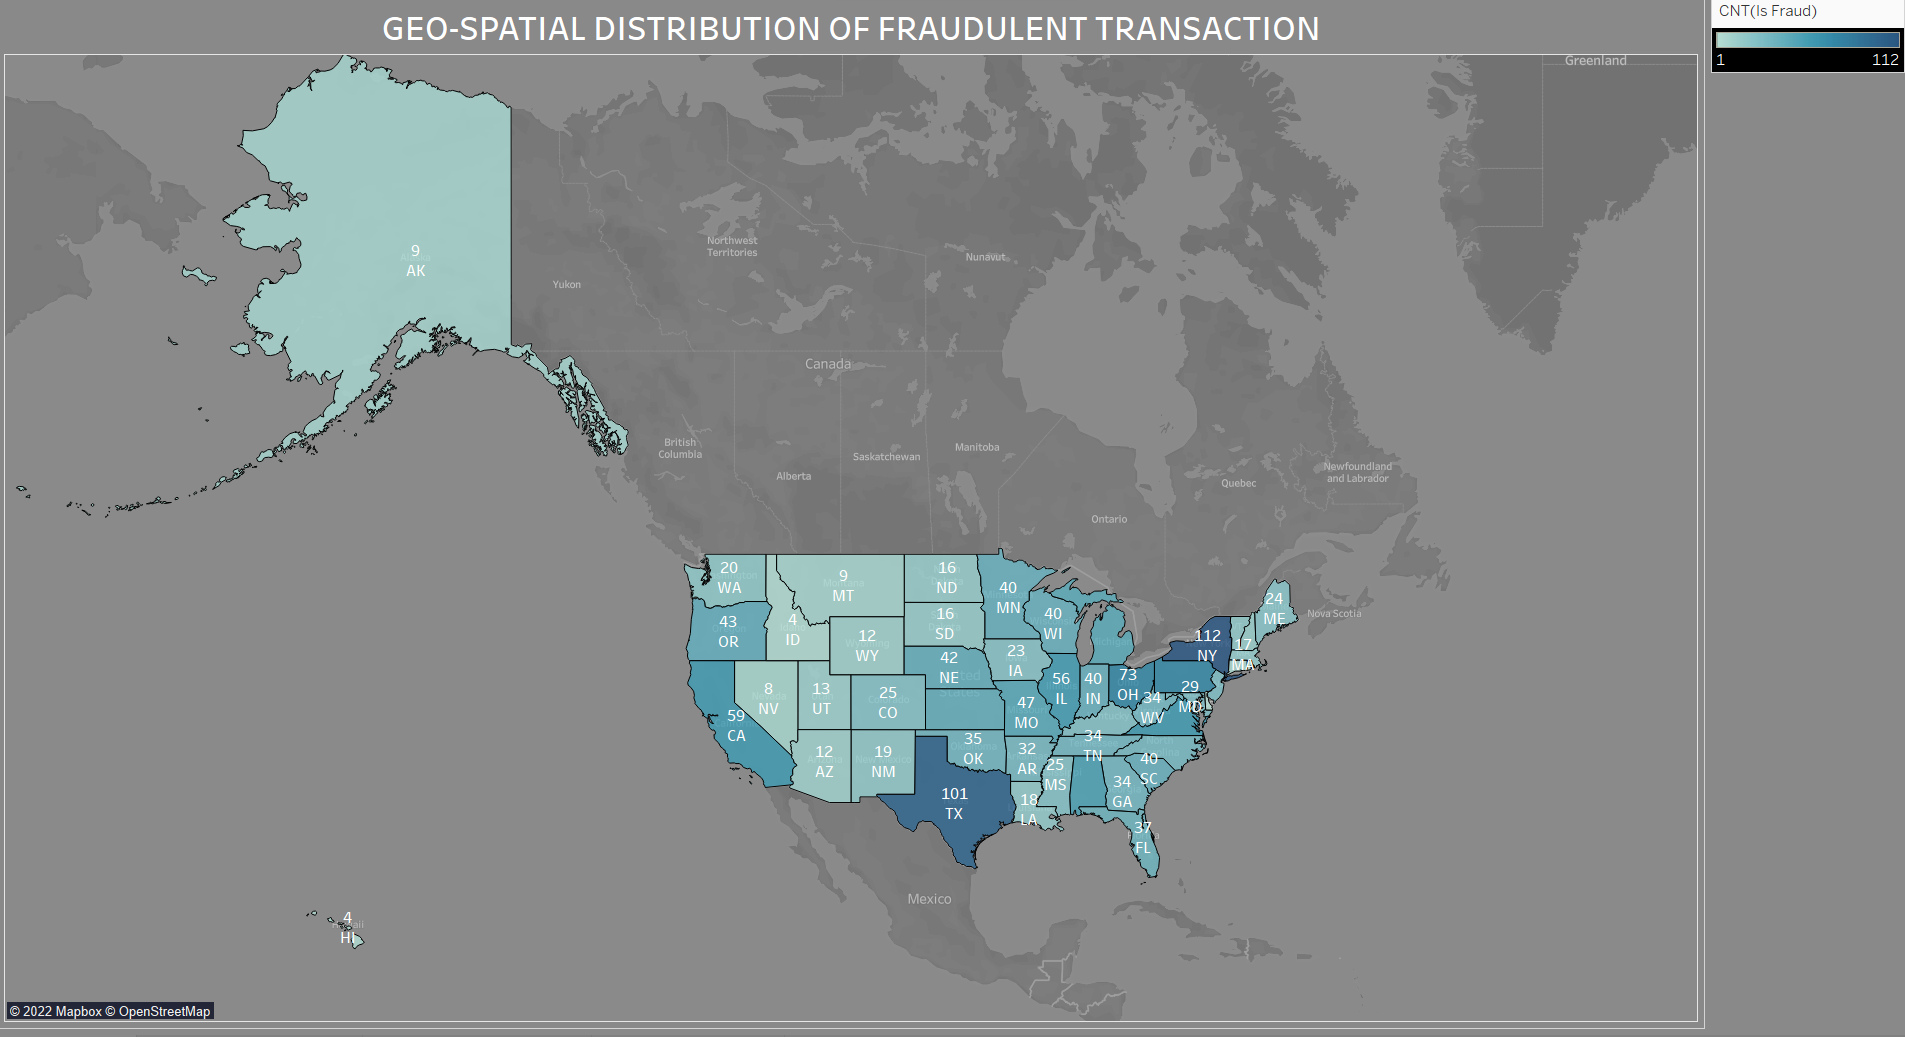 GEO-SPATIAL DISTRIBUTION OF FRAUDULENT TRANSACTION
CNT(Is Fraud)
1 112
Greenland
9
AK
Northwest
Territories
Nunavut
Yukon
Canada
British
Columbia
Alberta
Saskatchewan
Manitoba
Ontario
Quebec
Newfoundland
and Labrador
Nova Scotia
20
WA
9
MT
16
ND
40
MN
24
ME
43
OR
4
ID
12
WY
16
SD
40
WI
112
NY
17
MA
42
NE
23
IA
8
NV
13
UT
25
CO
56
IL
40
IN
73
OH
29
MD
34
WV
59
CA
47
MO
12
AZ
19
NM
35
OK
32
AR
34
TN
25
MS
40
SC
34
GA
101
TX
18
LA
37
FL
Mexico
4
HI
© 2022 Mapbox © OpenStreetMap